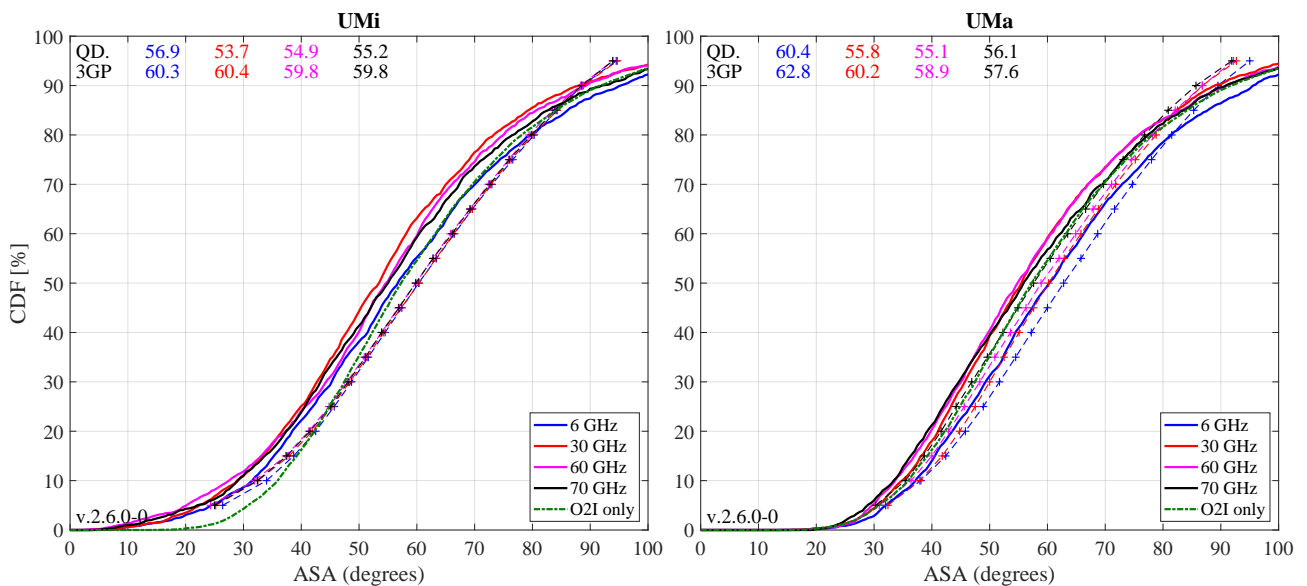 UMi
QD. 56.9 53.7 54.9 55.2
3GP 60.3 60.4 59.8 59.8
100
90
80
70
60
50
40
30
20
10
0
CDF [%]
v.2.6.0-0
6 GHz
30 GHz
60 GHz
70 GHz
O2I only
0 10 20 30 40 50 60 70 80 90 100
ASA (degrees)
UMa
QD. 60.4 55.8 55.1 56.1
3GP 62.8 60.2 58.9 57.6
100
90
80
70
60
50
40
30
20
10
0
v.2.6.0-0
6 GHz
30 GHz
60 GHz
70 GHz
O2I only
0 10 20 30 40 50 60 70 80 90 100
ASA (degrees)